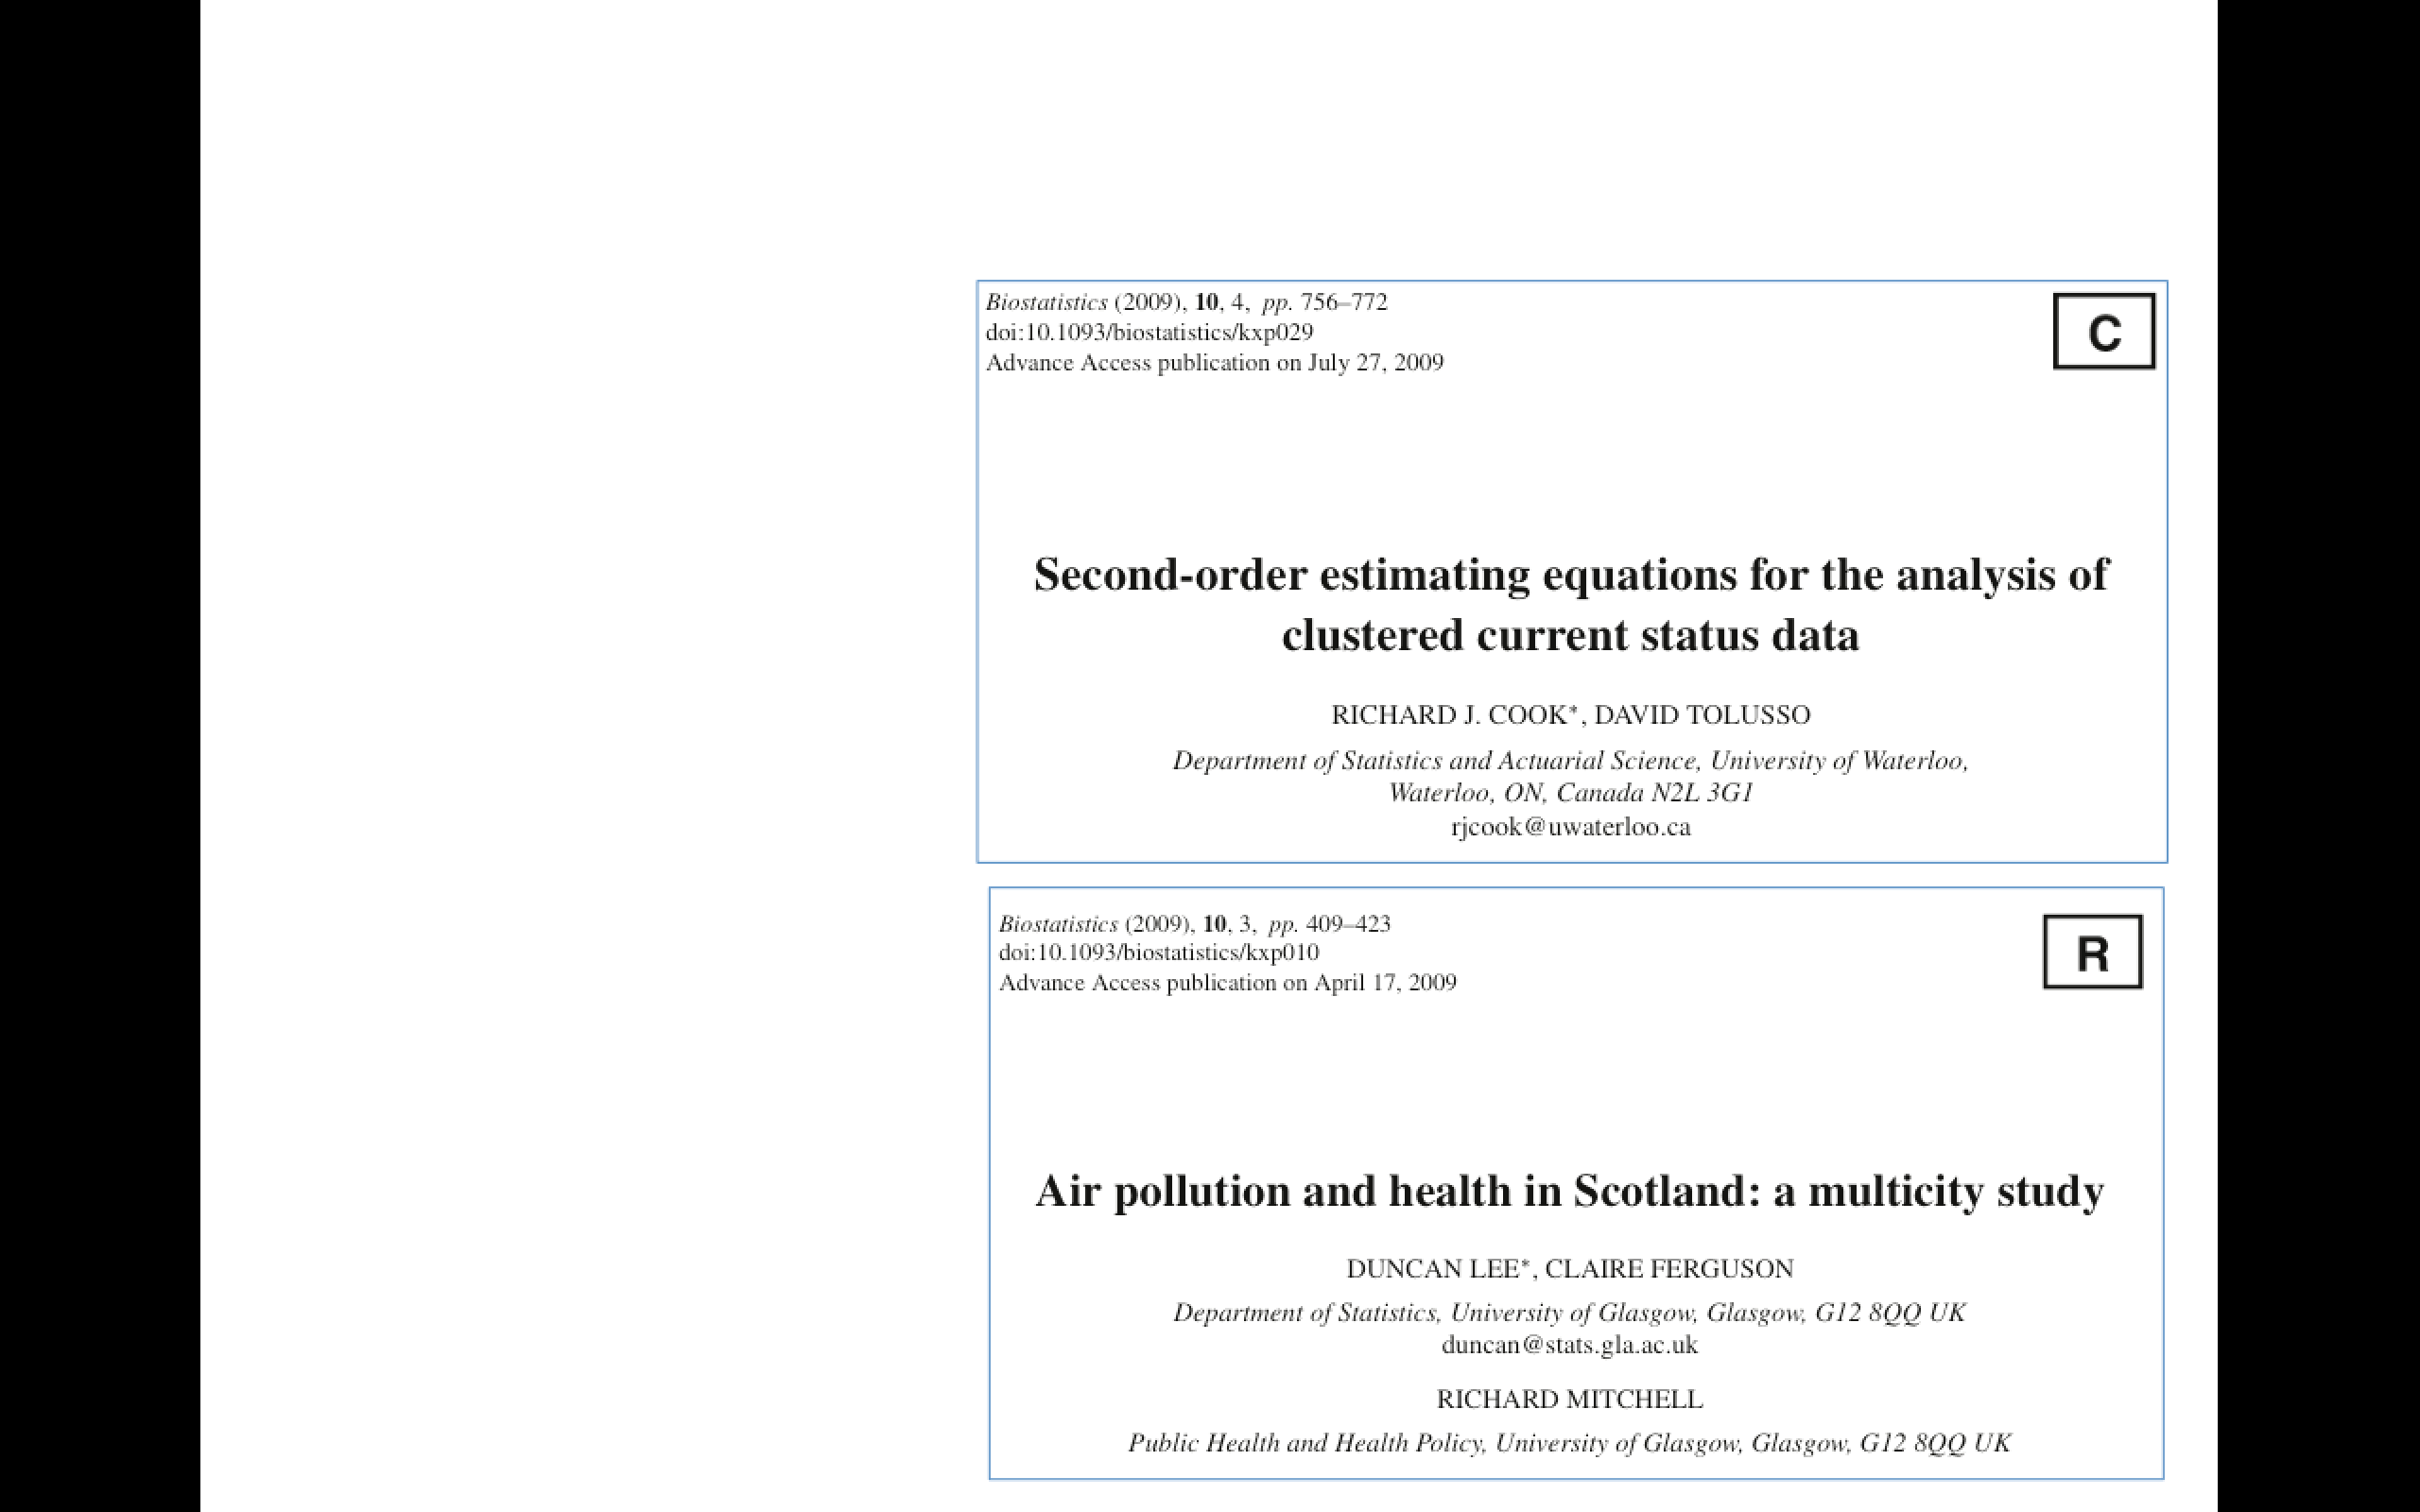 Biostatistics (2009), 10, 4, pp. 756–772
doi:10.1093/biostatistics/kxp029
Advance Access publication on July 27, 2009
C
Second-order estimating equations for the analysis of
clustered current status data
RICHARD J. COOK*, DAVID TOLUSSO
Department of Statistics and Actuarial Science, University of Waterloo,
Waterloo, ON, Canada N2L 3G1
rjcook@uwaterloo.ca
Biostatistics (2009), 10, 3, pp. 409–423
doi:10.1093/biostatistics/kxp010
Advance Access publication on April 17, 2009
R
Air pollution and health in Scotland: a multicity study
DUNCAN LEE*, CLAIRE FERGUSON
Department of Statistics, University of Glasgow, Glasgow, G12 8QQ UK
duncan@stats.gla.ac.uk
RICHARD MITCHELL
Public Health and Health Policy, University of Glasgow, Glasgow, G12 8QQ UK